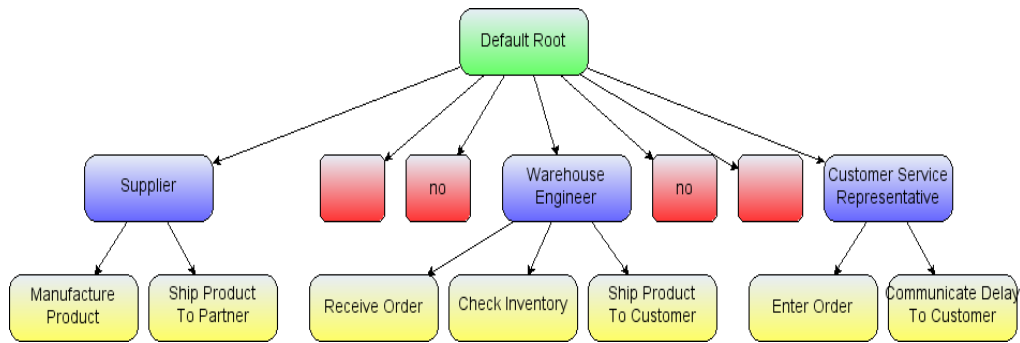 Default Root
Supplier
no
Warehouse
Engineer
no
Customer Service
Representative
Manufacture
Product
Ship Product
To Partner
Receive Order
Check Inventory
Ship Product
To Customer
Enter Order
Communicate Delay
To Customer